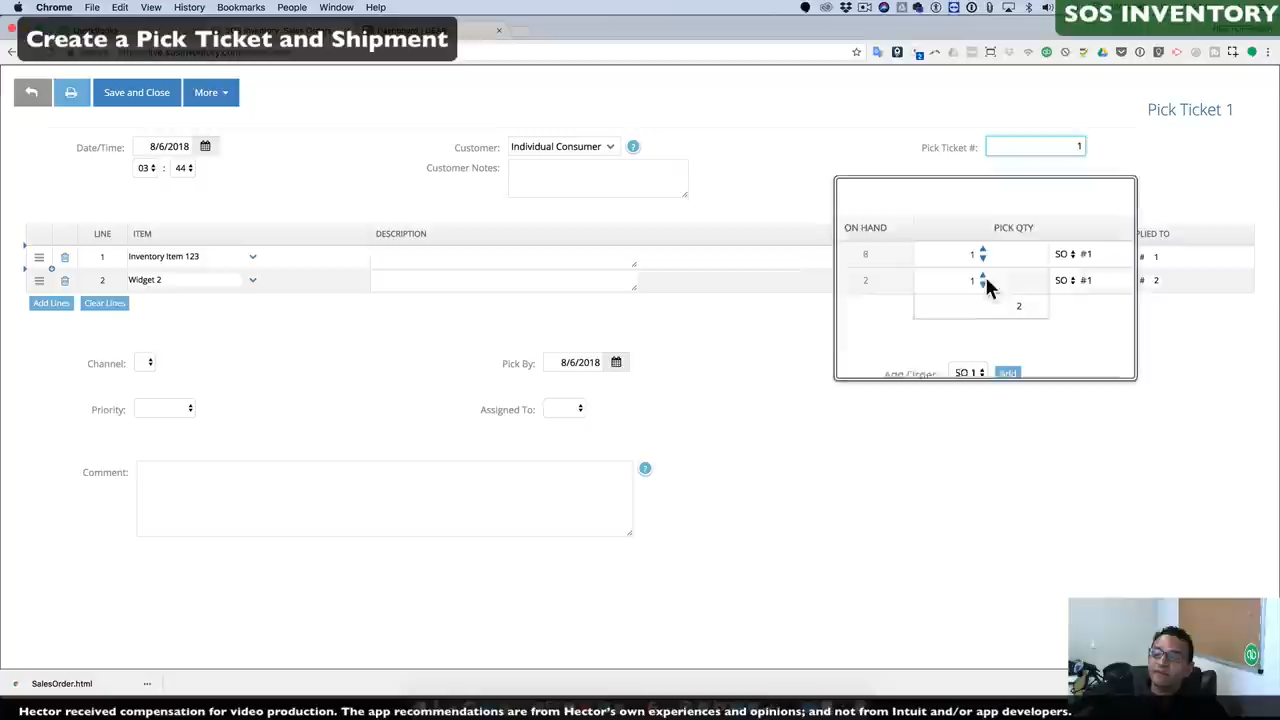 Chrome File Edit View History Bookmarks People Window Help
SOS INVENTORY
Create a Pick Ticket and Shipment
Save and Close
More
Pick Ticket 1
Date/Time: 8/6/2018
03 : 44
Customer: Individual Consumer ?
Customer Notes:
Pick Ticket #: 1
LINE ITEM DESCRIPTION
1 Inventory Item 123
2 Widget 2
Add Lines Clear Lines
ON HAND PICK QTY
8 1 SO #1
2 1 SO #1
2
SO 1 Add
PLIED TO
# 1
# 2
Channel:
Pick By: 8/6/2018
Priority:
Assigned To:
Comment: ?
SalesOrder.html
Hector received compensation for video production. The app recommendations are from Hector's own experiences and opinions; and not from Intuit and/or app developers.